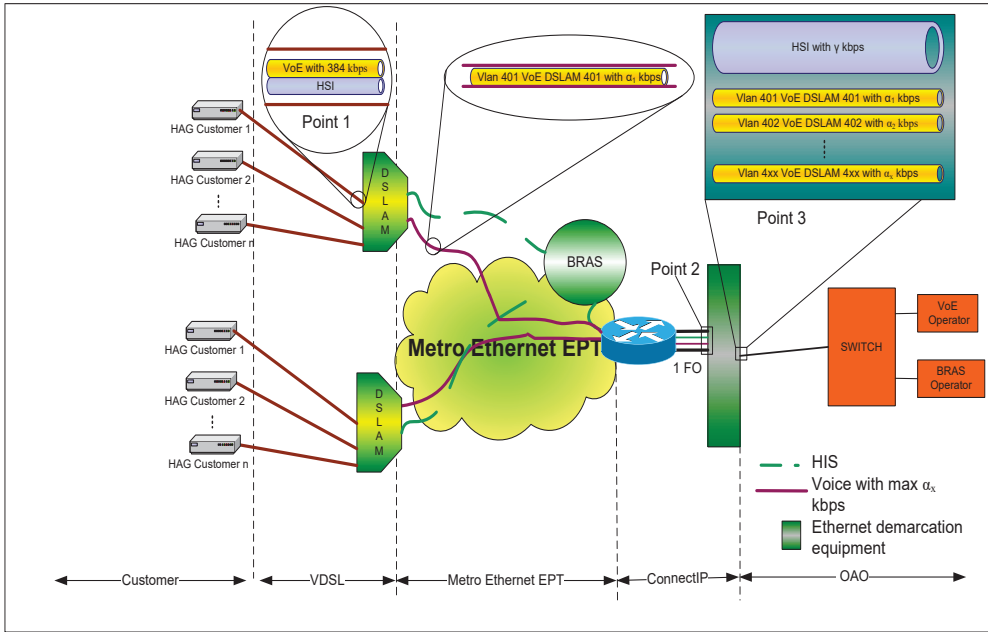 VoE with 384 kbps
HSI
Point 1
Vlan 401 VoE DSLAM 401 with α₁ kbps
HSI with γ kbps
Vlan 401 VoE DSLAM 401 with α₁ kbps
Vlan 402 VoE DSLAM 402 with α₂ kbps
Vlan 4xx VoE DSLAM 4xx with αₓ kbps
Point 3
HAG Customer 1
HAG Customer 2
HAG Customer n
DSLAM
BRAS
Point 2
Metro Ethernet EPT
1 FO
SWITCH
VoE
Operator
BRAS
Operator
HAG Customer 1
HAG Customer 2
HAG Customer n
DSLAM
HIS
Voice with max αₓ
kbps
Ethernet demarcation
equipment
Customer
VDSL
Metro Ethernet EPT
ConnectIP
OAO